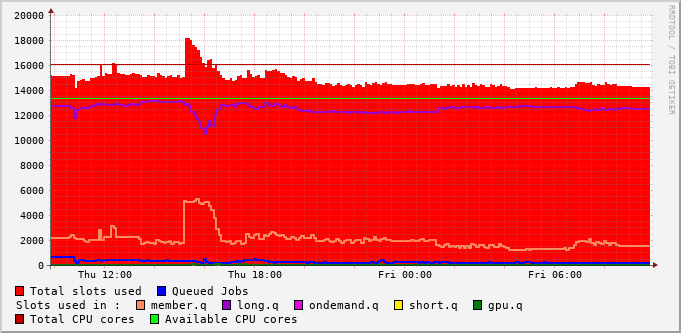 RRDTOOL / TOBI OETIKER
20000
18000
16000
14000
12000
10000
8000
6000
4000
2000
0
Thu 12:00 Thu 18:00 Fri 00:00 Fri 06:00
Total slots used Queued Jobs
Slots used in : member.q long.q ondemand.q short.q gpu.q
Total CPU cores Available CPU cores